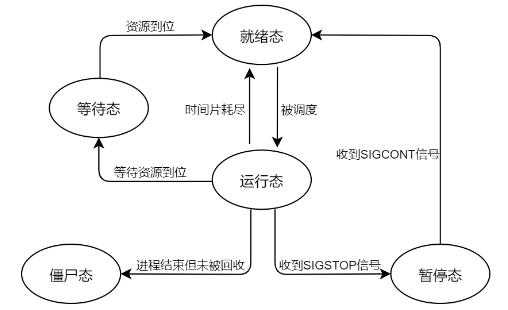 资源到位
就绪态
等待态
时间片耗尽
被调度
收到SIGCONT信号
等待资源到位
运行态
进程结束但未被回收
收到SIGSTOP信号
僵尸态
暂停态